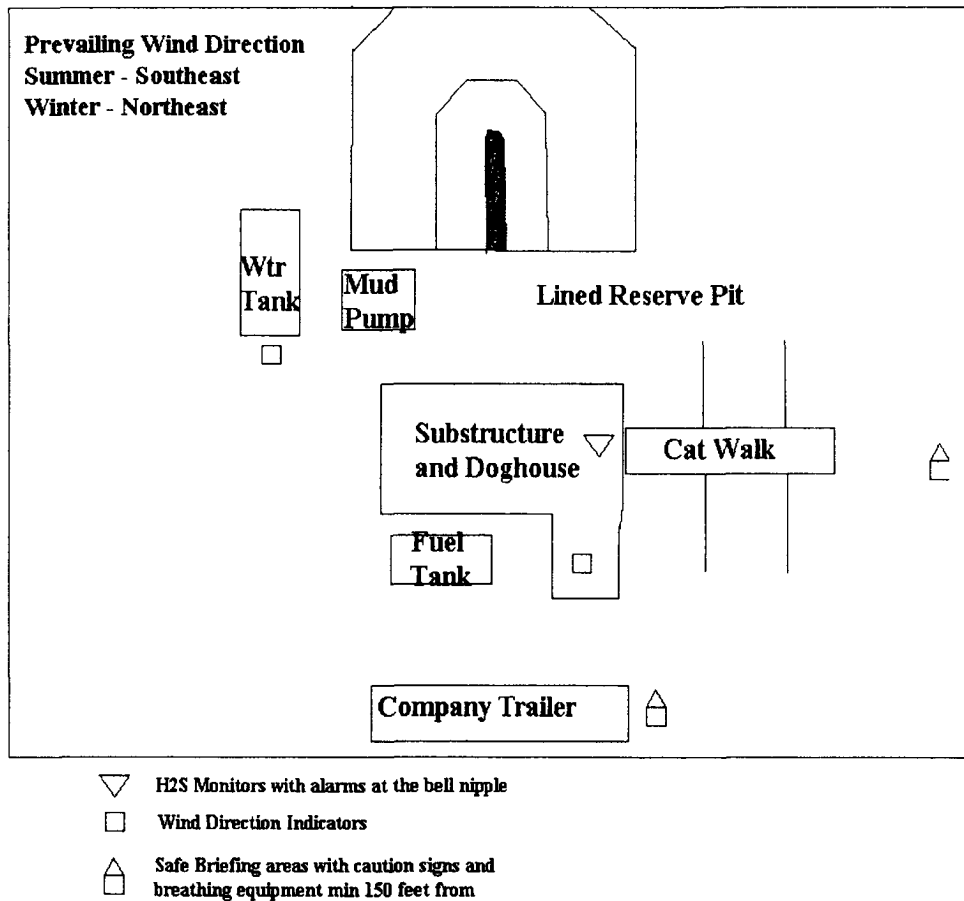 Prevailing Wind Direction
Summer - Southeast
Winter - Northeast
Wtr
Tank
Mud
Pump
Lined Reserve Pit
Substructure
and Doghouse
Cat Walk
Fuel
Tank
Company Trailer
H2S Monitors with alarms at the bell nipple
Wind Direction Indicators
Safe Briefing areas with caution signs and
breathing equipment min 150 feet from